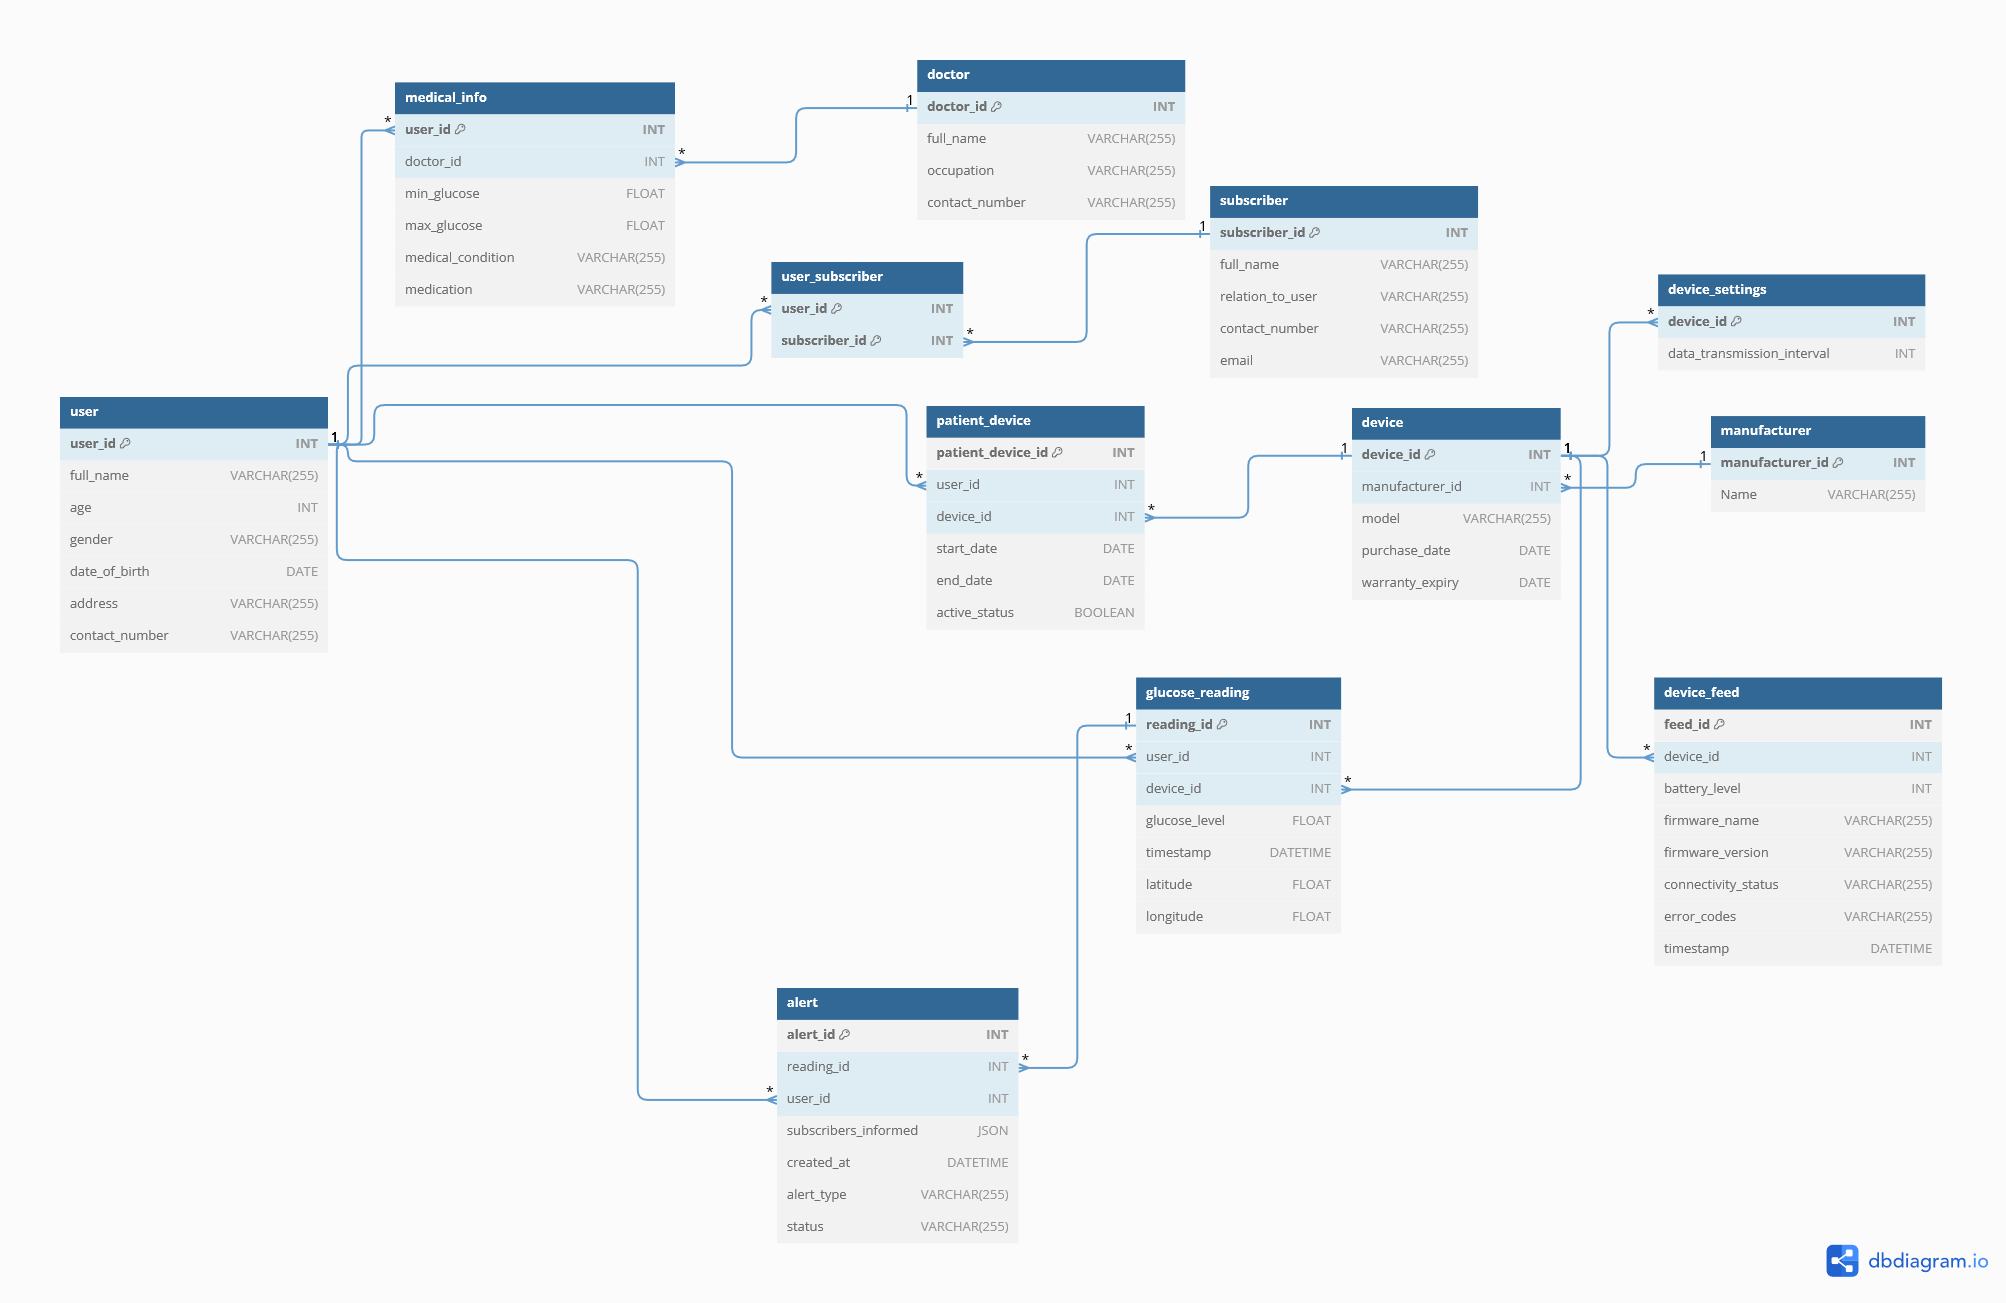 medical_info
user_id INT
doctor_id INT
min_glucose FLOAT
max_glucose FLOAT
medical_condition VARCHAR(255)
medication VARCHAR(255)
* *
doctor
doctor_id INT
full_name VARCHAR(255)
occupation VARCHAR(255)
contact_number VARCHAR(255)
1
subscriber
subscriber_id INT
full_name VARCHAR(255)
relation_to_user VARCHAR(255)
contact_number VARCHAR(255)
email VARCHAR(255)
1
user_subscriber
user_id INT
subscriber_id INT
* *
device_settings
device_id INT
data_transmission_interval INT
*
user
user_id INT
full_name VARCHAR(255)
age INT
gender VARCHAR(255)
date_of_birth DATE
address VARCHAR(255)
contact_number VARCHAR(255)
1
patient_device
patient_device_id INT
user_id INT
device_id INT
start_date DATE
end_date DATE
active_status BOOLEAN
* *
device
device_id INT
manufacturer_id INT
model VARCHAR(255)
purchase_date DATE
warranty_expiry DATE
1 1
*
manufacturer
manufacturer_id INT
Name VARCHAR(255)
1
glucose_reading
reading_id INT
user_id INT
device_id INT
glucose_level FLOAT
timestamp DATETIME
latitude FLOAT
longitude FLOAT
1
* *
device_feed
feed_id INT
device_id INT
battery_level INT
firmware_name VARCHAR(255)
firmware_version VARCHAR(255)
connectivity_status VARCHAR(255)
error_codes VARCHAR(255)
timestamp DATETIME
*
alert
alert_id INT
reading_id INT
user_id INT
subscribers_informed JSON
created_at DATETIME
alert_type VARCHAR(255)
status VARCHAR(255)
* *
dbdiagram.io